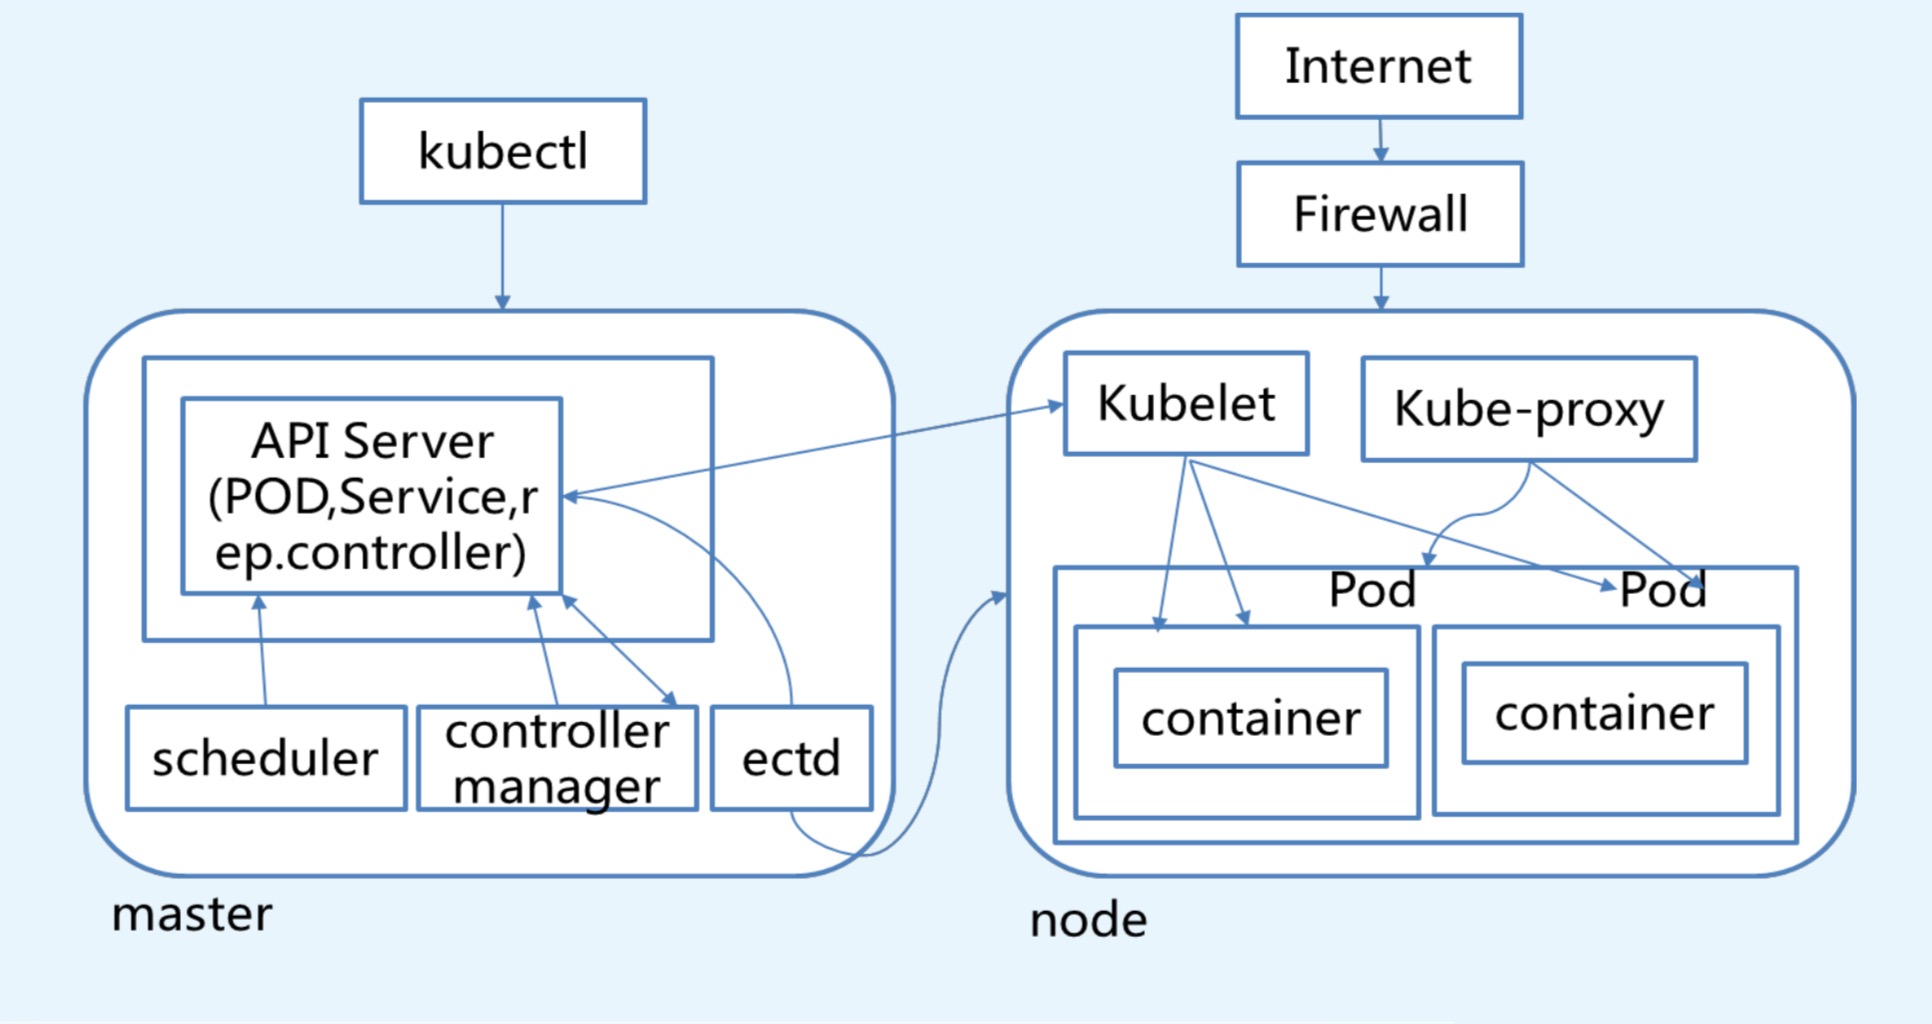 Internet
kubectl
Firewall
API Server
(POD,Service,r
ep.controller)
scheduler
controller
manager
ectd
master
Kubelet
Kube-proxy
Pod
Pod
container
container
node